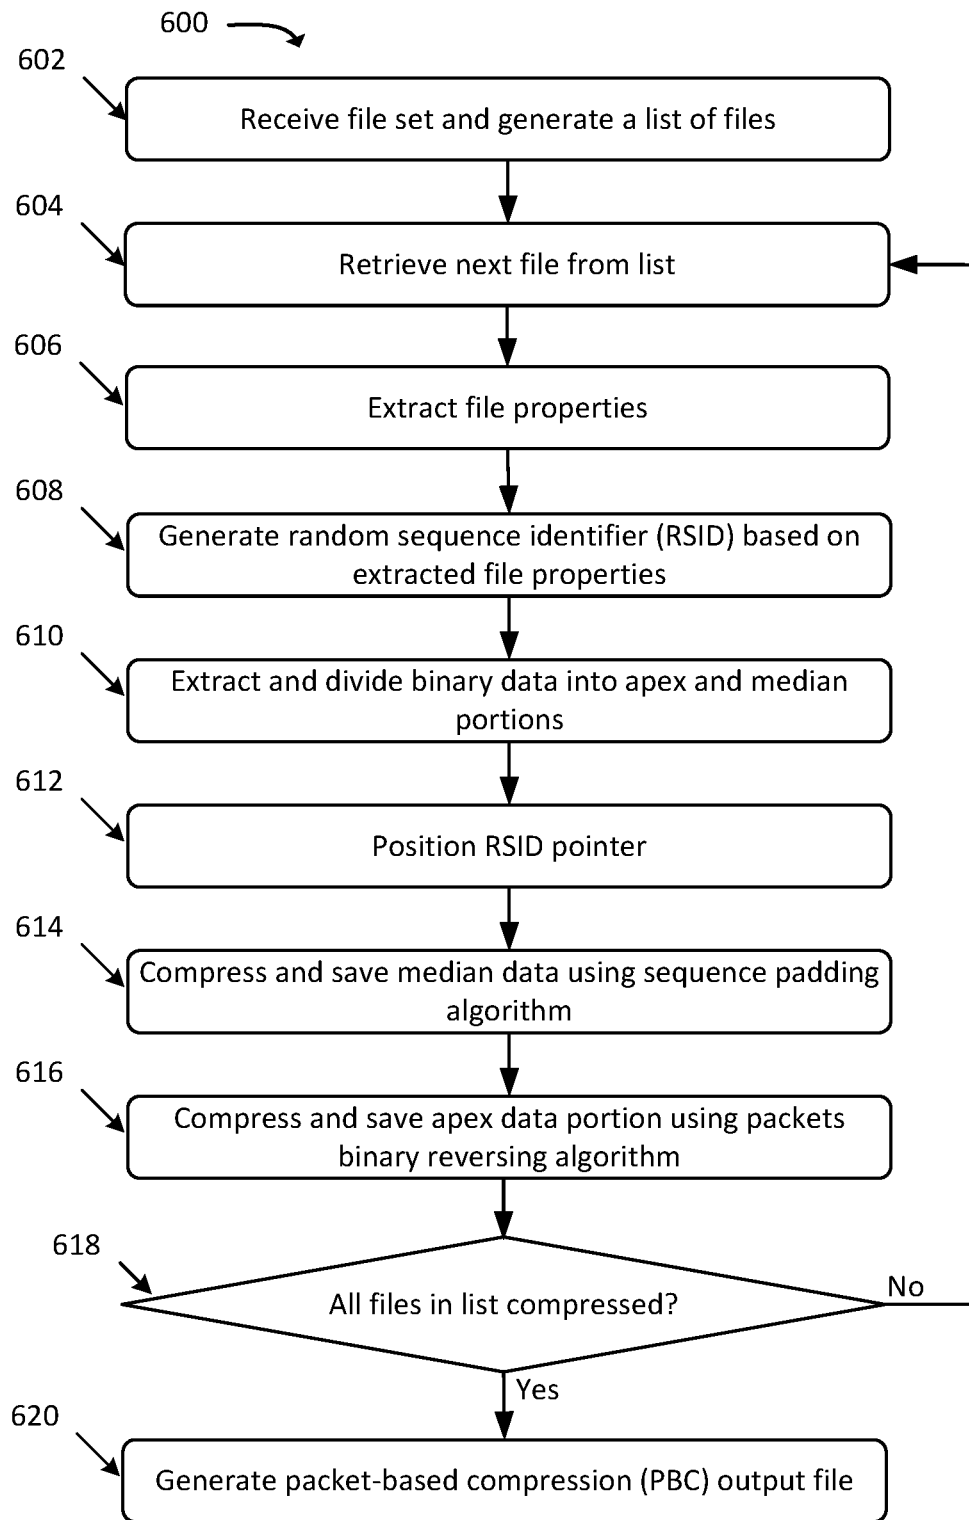 600
602
Receive file set and generate a list of files
604
Retrieve next file from list
606
Extract file properties
608
Generate random sequence identifier (RSID) based on
extracted file properties
610
Extract and divide binary data into apex and median
portions
612
Position RSID pointer
614
Compress and save median data using sequence padding
algorithm
616
Compress and save apex data portion using packets
binary reversing algorithm
618
All files in list compressed?
No
Yes
620
Generate packet-based compression (PBC) output file